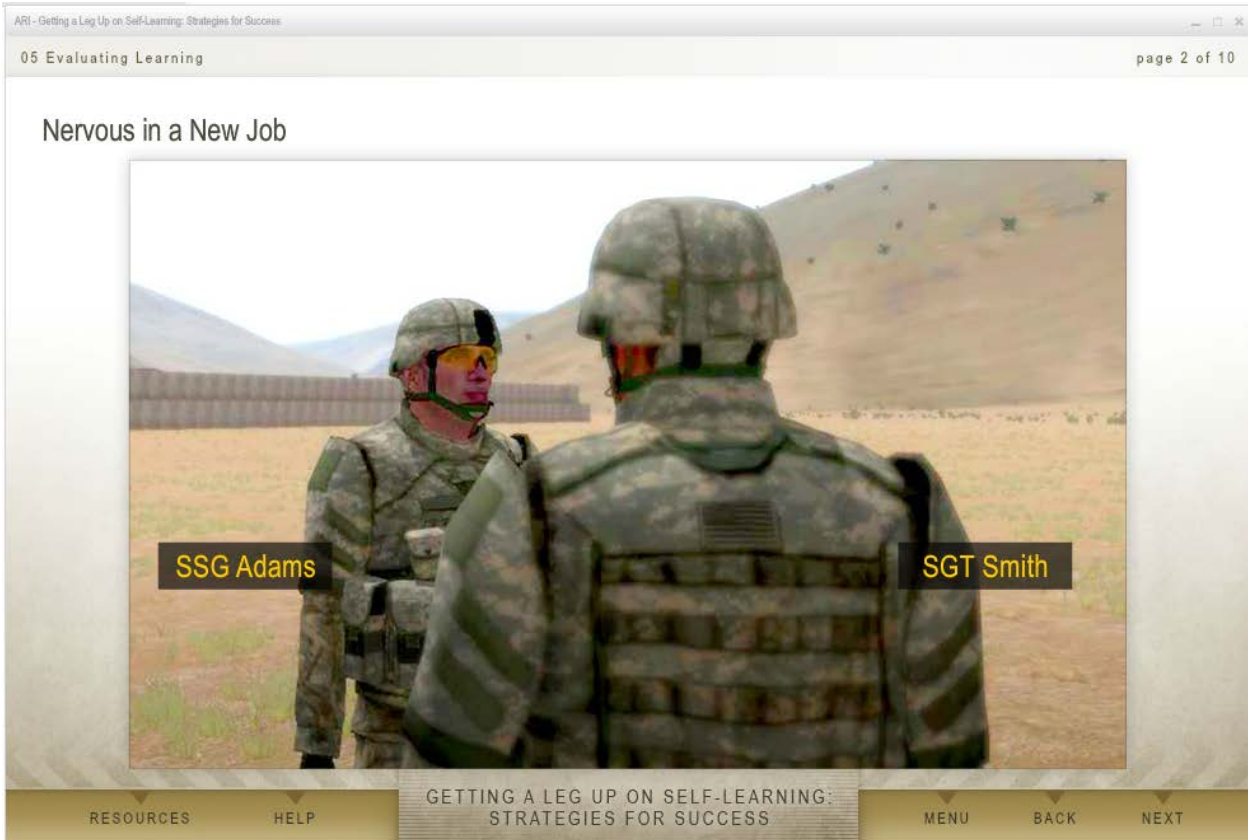 ARI - Getting a Leg Up on Self-Learning: Strategies for Success
05 Evaluating Learning
page 2 of 10
Nervous in a New Job
SSG Adams
SGT Smith
RESOURCES
HELP
GETTING A LEG UP ON SELF-LEARNING:
STRATEGIES FOR SUCCESS
MENU
BACK
NEXT